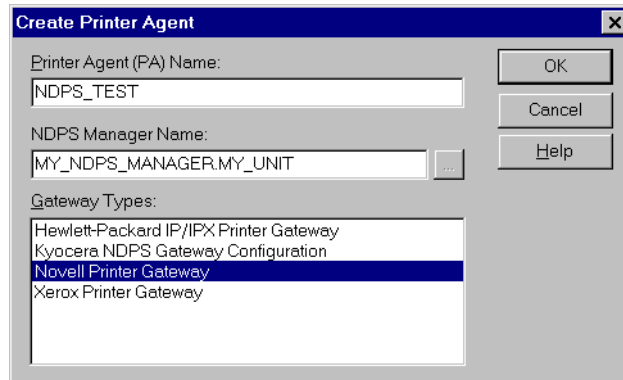 Create Printer Agent
Printer Agent (PA) Name:
OK
NDPS_TEST
Cancel
NDPS Manager Name:
Help
MY_NDPS_MANAGER.MY_UNIT
...
Gateway Types:
Hewlett-Packard IP/IPX Printer Gateway
Kyocera NDPS Gateway Configuration
Novell Printer Gateway
Xerox Printer Gateway